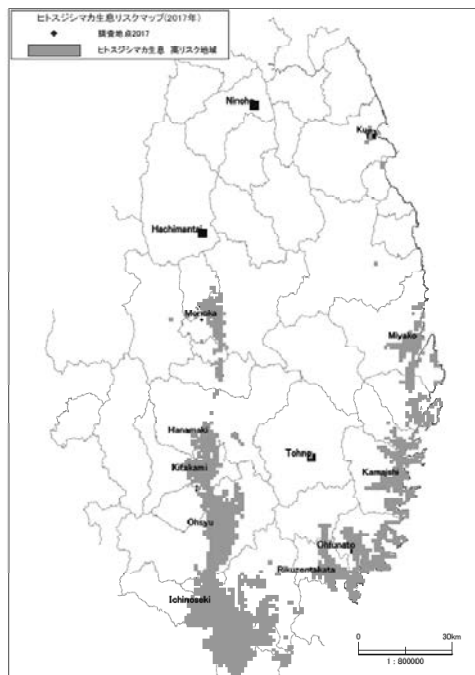 ヒトスジシマカ生息リスクマップ(2017年)
調査地点2017
ヒトスジシマカ生息 高リスク地域
Ninohe
Kuji
Hachimantai
Morioka
Miyako
Hanamaki
Kitakami
Tohno
Kamaishi
Ohsyu
Ohfunato
Rikuzentakata
Ichinoseki
0 30km
1 : 800000